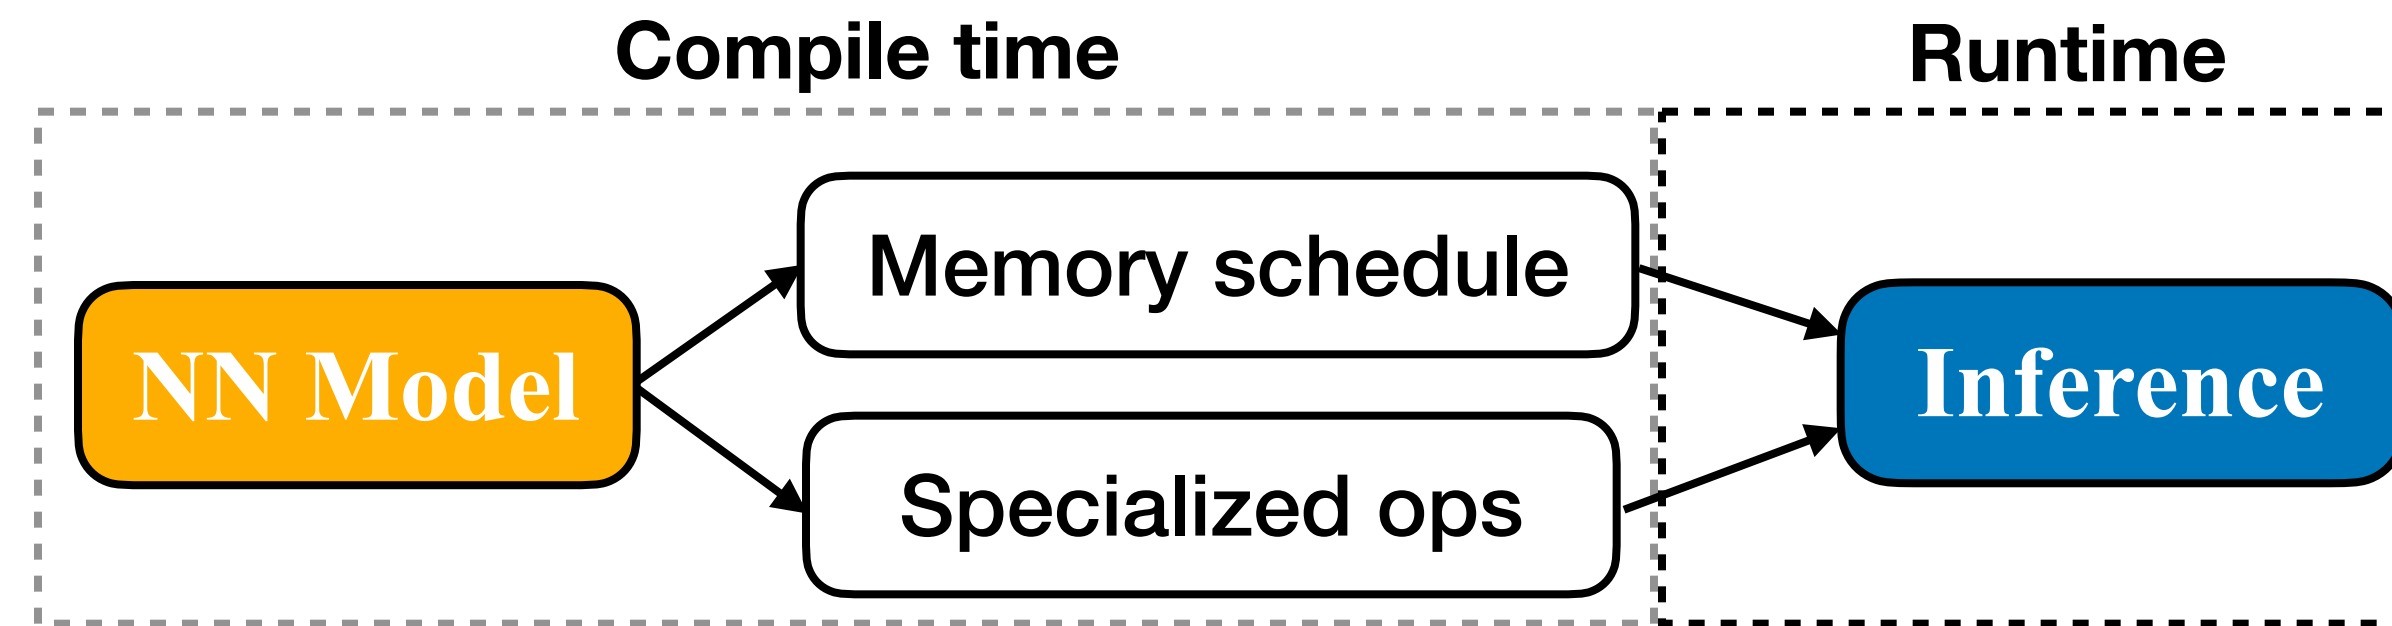 Compile time
Runtime
Memory schedule
NN Model
Inference
Specialized ops